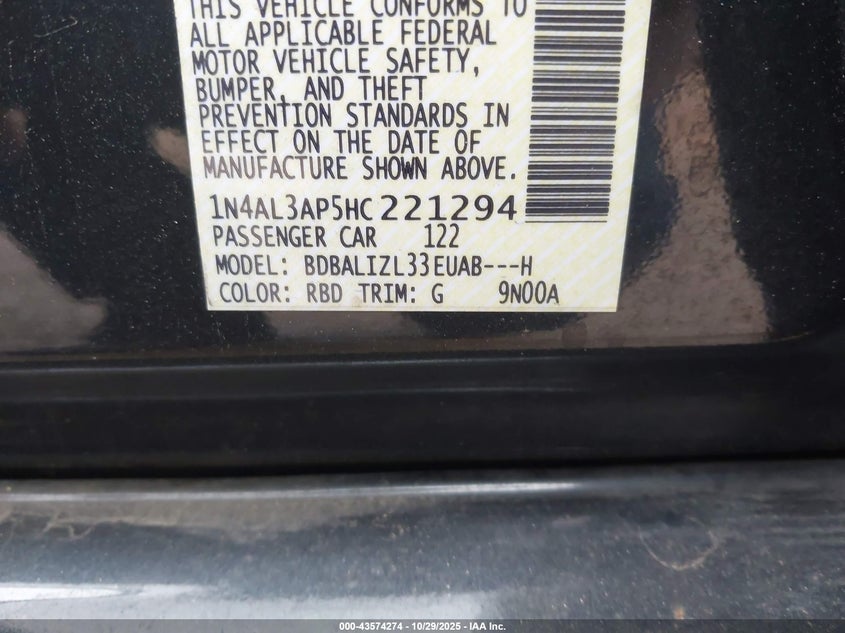 THIS VEHICLE CONFORMS TO
ALL APPLICABLE FEDERAL
MOTOR VEHICLE SAFETY,
BUMPER, AND THEFT
PREVENTION STANDARDS IN
EFFECT ON THE DATE OF
MANUFACTURE SHOWN ABOVE.
1N4AL3AP5HC221294
PASSENGER CAR 122
MODEL: BDBALIZL33EUAB---H
COLOR: RBD TRIM: G 9N00A
000-43574274 | 10/29/2025 - IAA Inc.